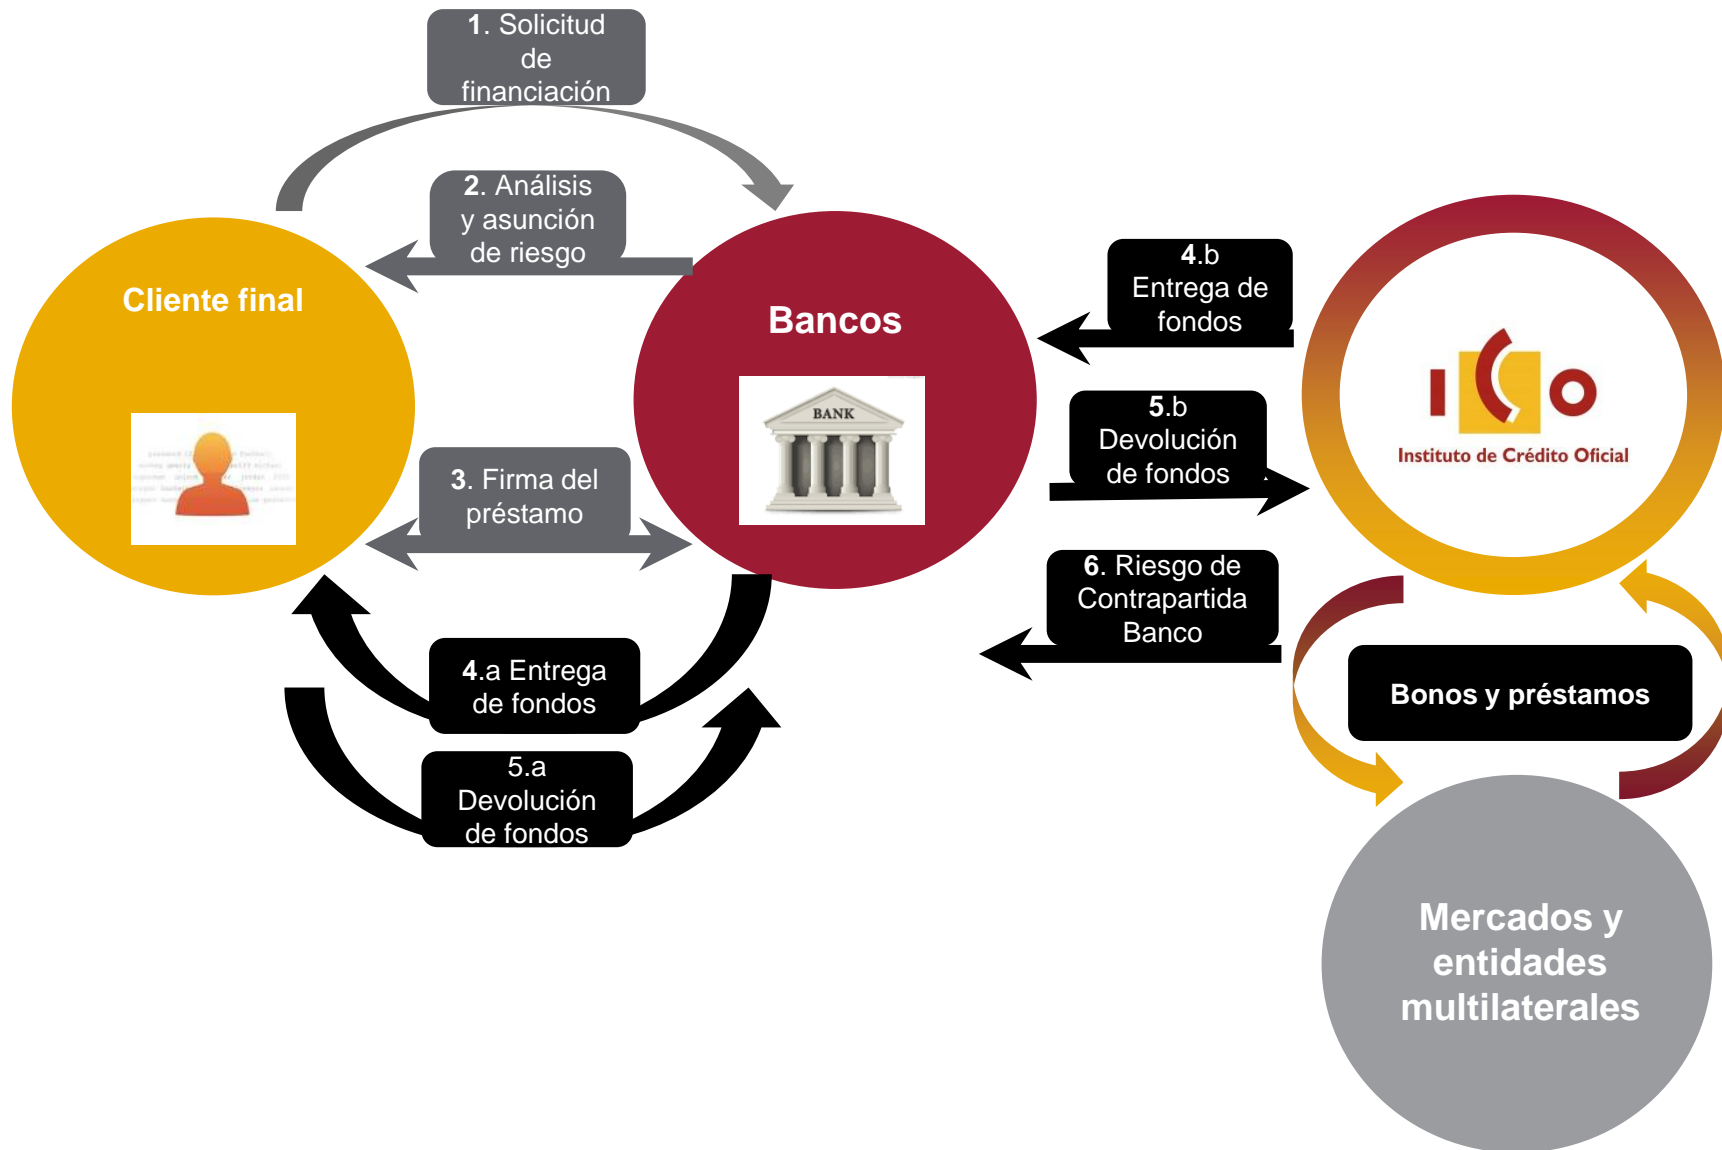 1. Solicitud
de
financiación
2. Análisis
y asunción
de riesgo
Cliente final
Bancos
BANK
3. Firma del
préstamo
4.a Entrega
de fondos
5.a
Devolución
de fondos
4.b
Entrega de
fondos
5.b
Devolución
de fondos
6. Riesgo de
Contrapartida
Banco
ICO
Instituto de Crédito Oficial
Bonos y préstamos
Mercados y
entidades
multilaterales